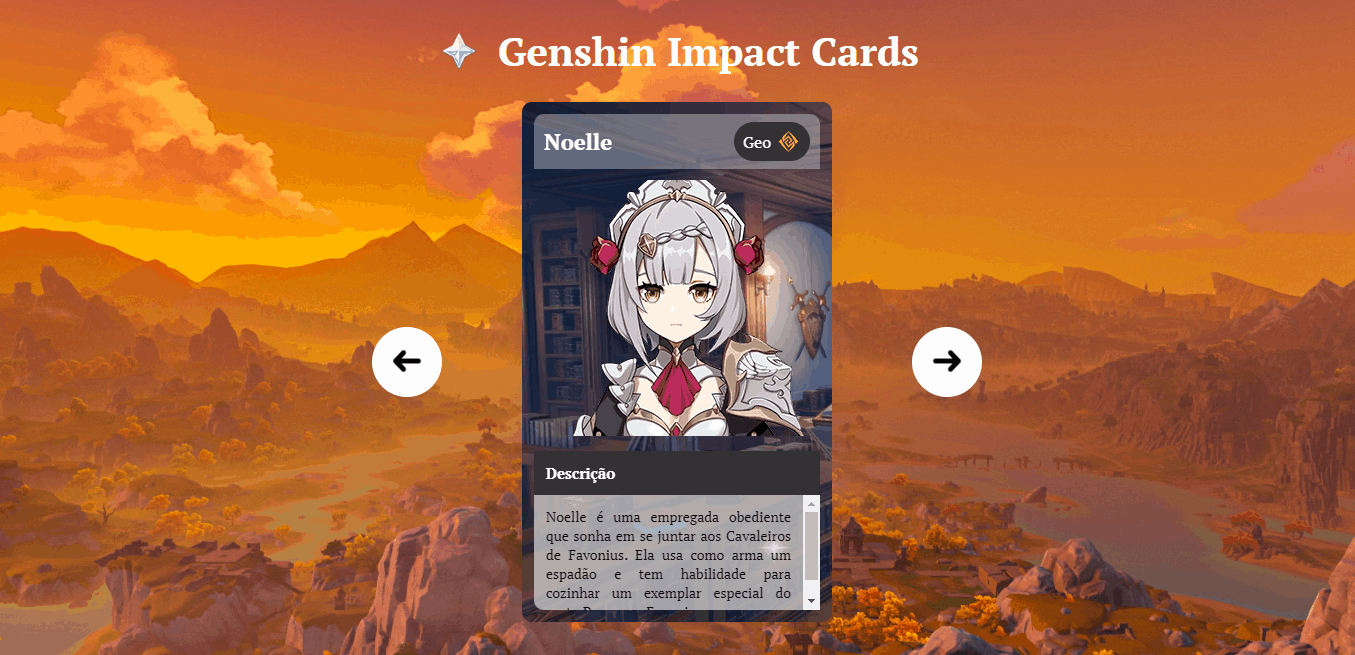 Genshin Impact Cards
Noelle
Geo
Descrição
Noelle é uma empregada obediente
que sonha em se juntar aos Cavaleiros
de Favonius. Ela usa como arma um
espadão e tem habilidade para
cozinhar um exemplar especial do